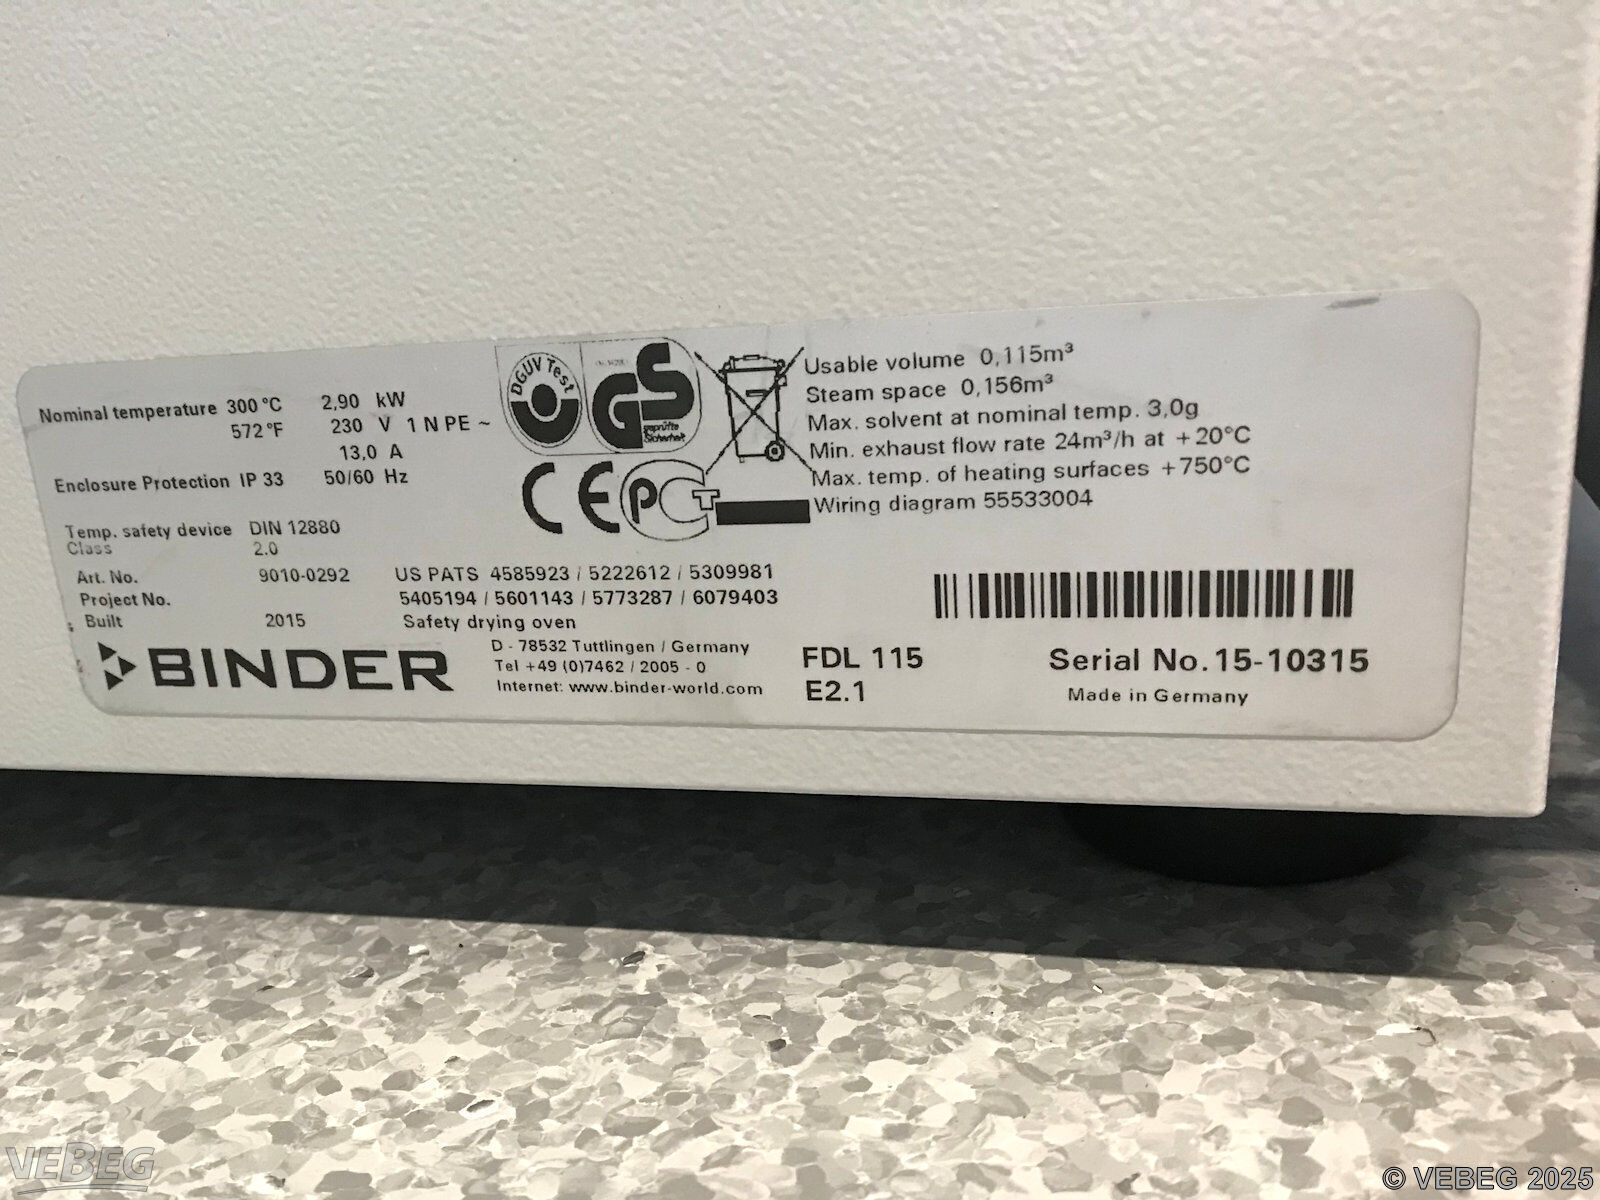 Nominal temperature 300 °C 2,90 kW
572 °F 230 V 1 N PE ~
13,0 A
Enclosure Protection IP 33 50/60 Hz
Temp. safety device DIN 12880
Class 2.0
Art. No. 9010-0292
Project No.
Built 2015
US PATS 4585923 / 5222612 / 5309981
5405194 / 5601143 / 5773287 / 6079403
Safety drying oven
BINDER
D - 78532 Tuttlingen / Germany
Tel +49 (0)7462 / 2005 - 0
Internet: www.binder-world.com
DGUV Test
GS
geprüfte
Sicherheit
CE PCT
Usable volume 0,115m³
Steam space 0,156m³
Max. solvent at nominal temp. 3,0g
Min. exhaust flow rate 24m³/h at +20°C
Max. temp. of heating surfaces +750°C
Wiring diagram 55533004
FDL 115
E2.1
Serial No. 15-10315
Made in Germany
VEBEG
© VEBEG 2025